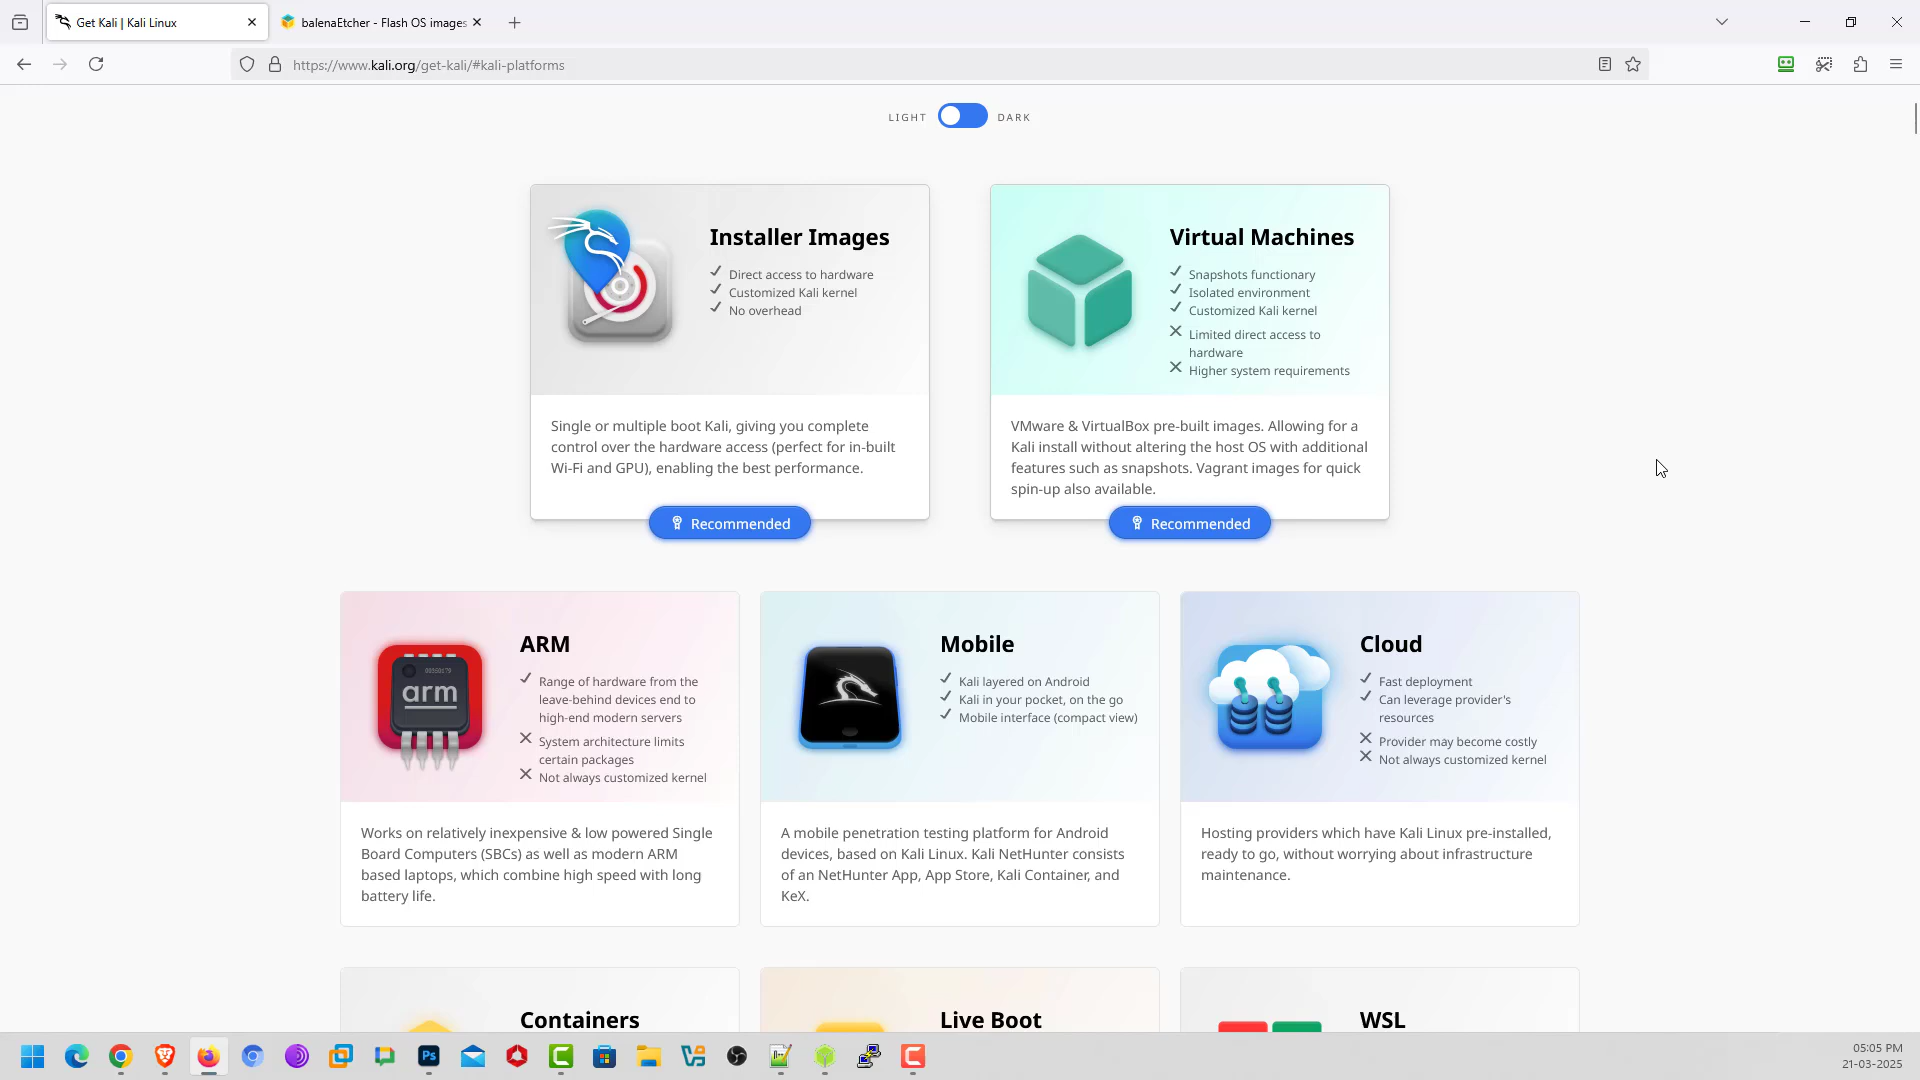 Get Kali | Kali Linux
balenaEtcher - Flash OS images
https://www.kali.org/get-kali/#kali-platforms
LIGHT
DARK
Installer Images
Direct access to hardware
Customized Kali kernel
No overhead
Single or multiple boot Kali, giving you complete
control over the hardware access (perfect for in-built
Wi-Fi and GPU), enabling the best performance.
Recommended
Virtual Machines
Snapshots functionary
Isolated environment
Customized Kali kernel
Limited direct access to
hardware
Higher system requirements
VMware & VirtualBox pre-built images. Allowing for a
Kali install without altering the host OS with additional
features such as snapshots. Vagrant images for quick
spin-up also available.
Recommended
arm
ARM
Range of hardware from the
leave-behind devices end to
high-end modern servers
System architecture limits
certain packages
Not always customized kernel
Works on relatively inexpensive & low powered Single
Board Computers (SBCs) as well as modern ARM
based laptops, which combine high speed with long
battery life.
Mobile
Kali layered on Android
Kali in your pocket, on the go
Mobile interface (compact view)
A mobile penetration testing platform for Android
devices, based on Kali Linux. Kali NetHunter consists
of an NetHunter App, App Store, Kali Container, and
KeX.
Cloud
Fast deployment
Can leverage provider's
resources
Provider may become costly
Not always customized kernel
Hosting providers which have Kali Linux pre-installed,
ready to go, without worrying about infrastructure
maintenance.
Containers
Live Boot
WSL
Ps
05:05 PM
21-03-2025